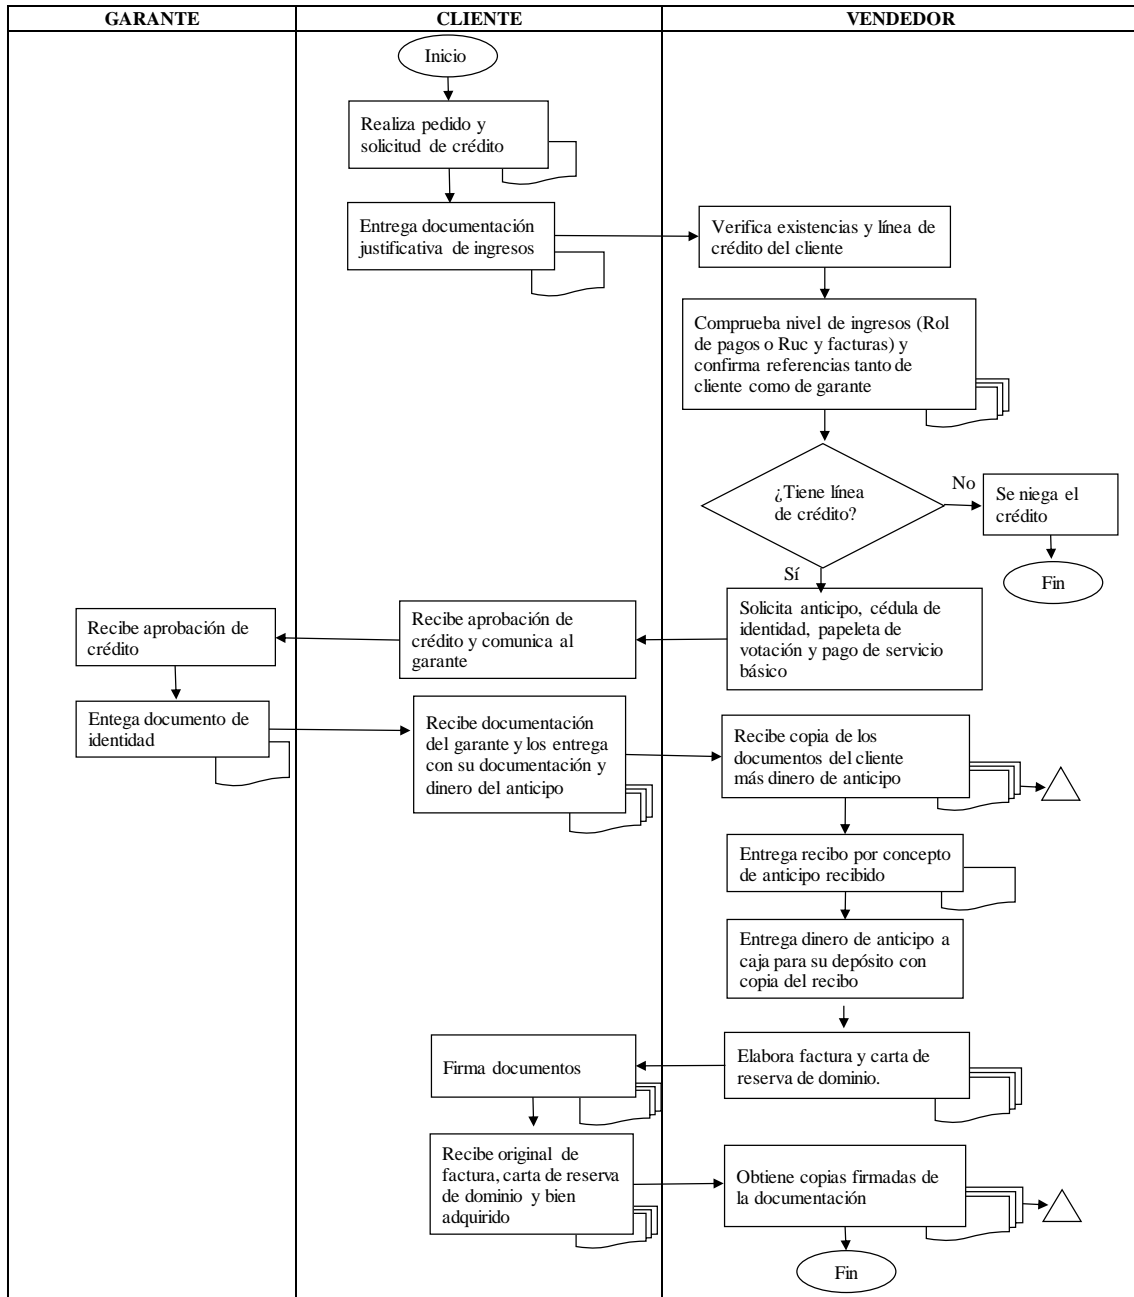 GARANTE
CLIENTE
VENDEDOR
Inicio
Realiza pedido y
solicitud de crédito
Entrega documentación
justificativa de ingresos
Verifica existencias y línea de
crédito del cliente
Comprueba nivel de ingresos (Rol
de pagos o Ruc y facturas) y
confirma referencias tanto de
cliente como de garante
¿Tiene línea
de crédito?
No
Se niega el
crédito
Fin
Sí
Solicita anticipo, cédula de
identidad, papeleta de
votación y pago de servicio
básico
Recibe aprobación de
crédito y comunica al
garante
Recibe aprobación de
crédito
Entega documento de
identidad
Recibe documentación
del garante y los entrega
con su documentación y
dinero del anticipo
Recibe copia de los
documentos del cliente
más dinero de anticipo
Entrega recibo por concepto
de anticipo recibido
Entrega dinero de anticipo a
caja para su depósito con
copia del recibo
Elabora factura y carta de
reserva de dominio.
Firma documentos
Recibe original de
factura, carta de reserva
de dominio y bien
adquirido
Obtiene copias firmadas de
la documentación
Fin